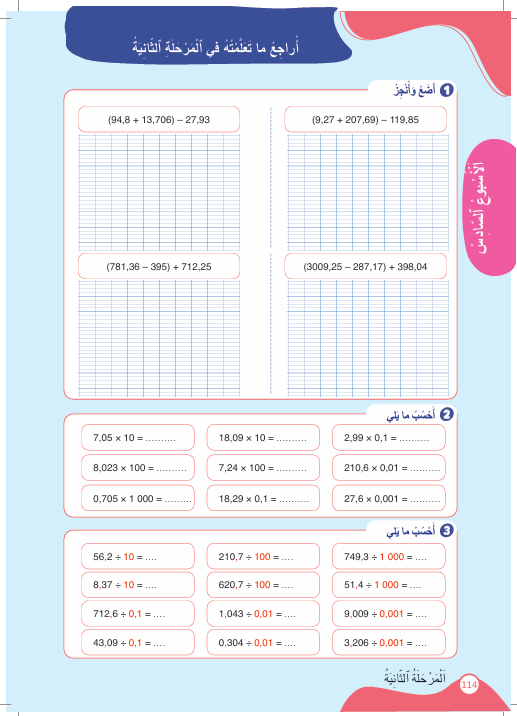 أُراجِعُ ما تَعَلَّمْتُهُ في اَلْمَرْحَلَةِ اَلثّانِيَةُ
1 أَضَعُ وَأُنْجِزُ
(94,8 + 13,706) – 27,93
(9,27 + 207,69) – 119,85
(781,36 – 395) + 712,25
(3009,25 – 287,17) + 398,04
اَلْأُسْبوعُ اَلسّادِسُ
2 أَحْسُبُ ما يَلي
7,05 × 10 = ..........
18,09 × 10 = ..........
2,99 × 0,1 = ..........
8,023 × 100 = ..........
7,24 × 100 = ..........
210,6 × 0,01 = ..........
0,705 × 1 000 = .........
18,29 × 0,1 = ..........
27,6 × 0,001 = ..........
3 أَحْسُبُ ما يَلي
56,2 ÷ 10 = ....
210,7 ÷ 100 = ....
749,3 ÷ 1 000 = ....
8,37 ÷ 10 = ....
620,7 ÷ 100 = ....
51,4 ÷ 1 000 = ....
712,6 ÷ 0,1 = ....
1,043 ÷ 0,01 = ....
9,009 ÷ 0,001 = ....
43,09 ÷ 0,1 = ....
0,304 ÷ 0,01 = ....
3,206 ÷ 0,001 = ....
اَلْمَرْحَلَةُ اَلثّانِيَةُ
114